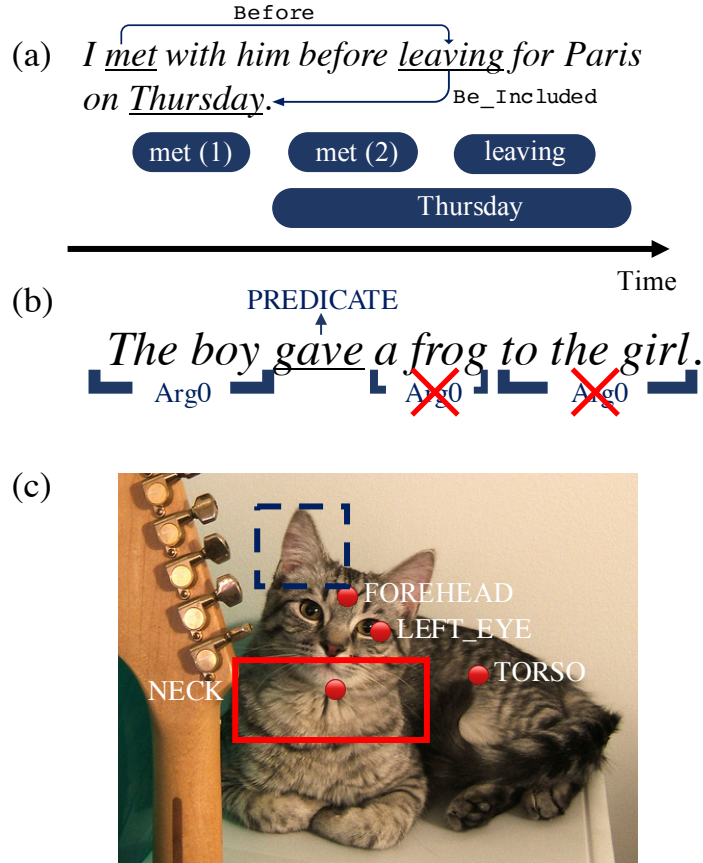 Before
(a) I met with him before leaving for Paris
on Thursday.
Be_Included
met (1) met (2) leaving
Thursday
Time
(b)
PREDICATE
The boy gave a frog to the girl.
Arg0 Arg0 Arg0
(c)
FOREHEAD
LEFT_EYE
TORSO
NECK